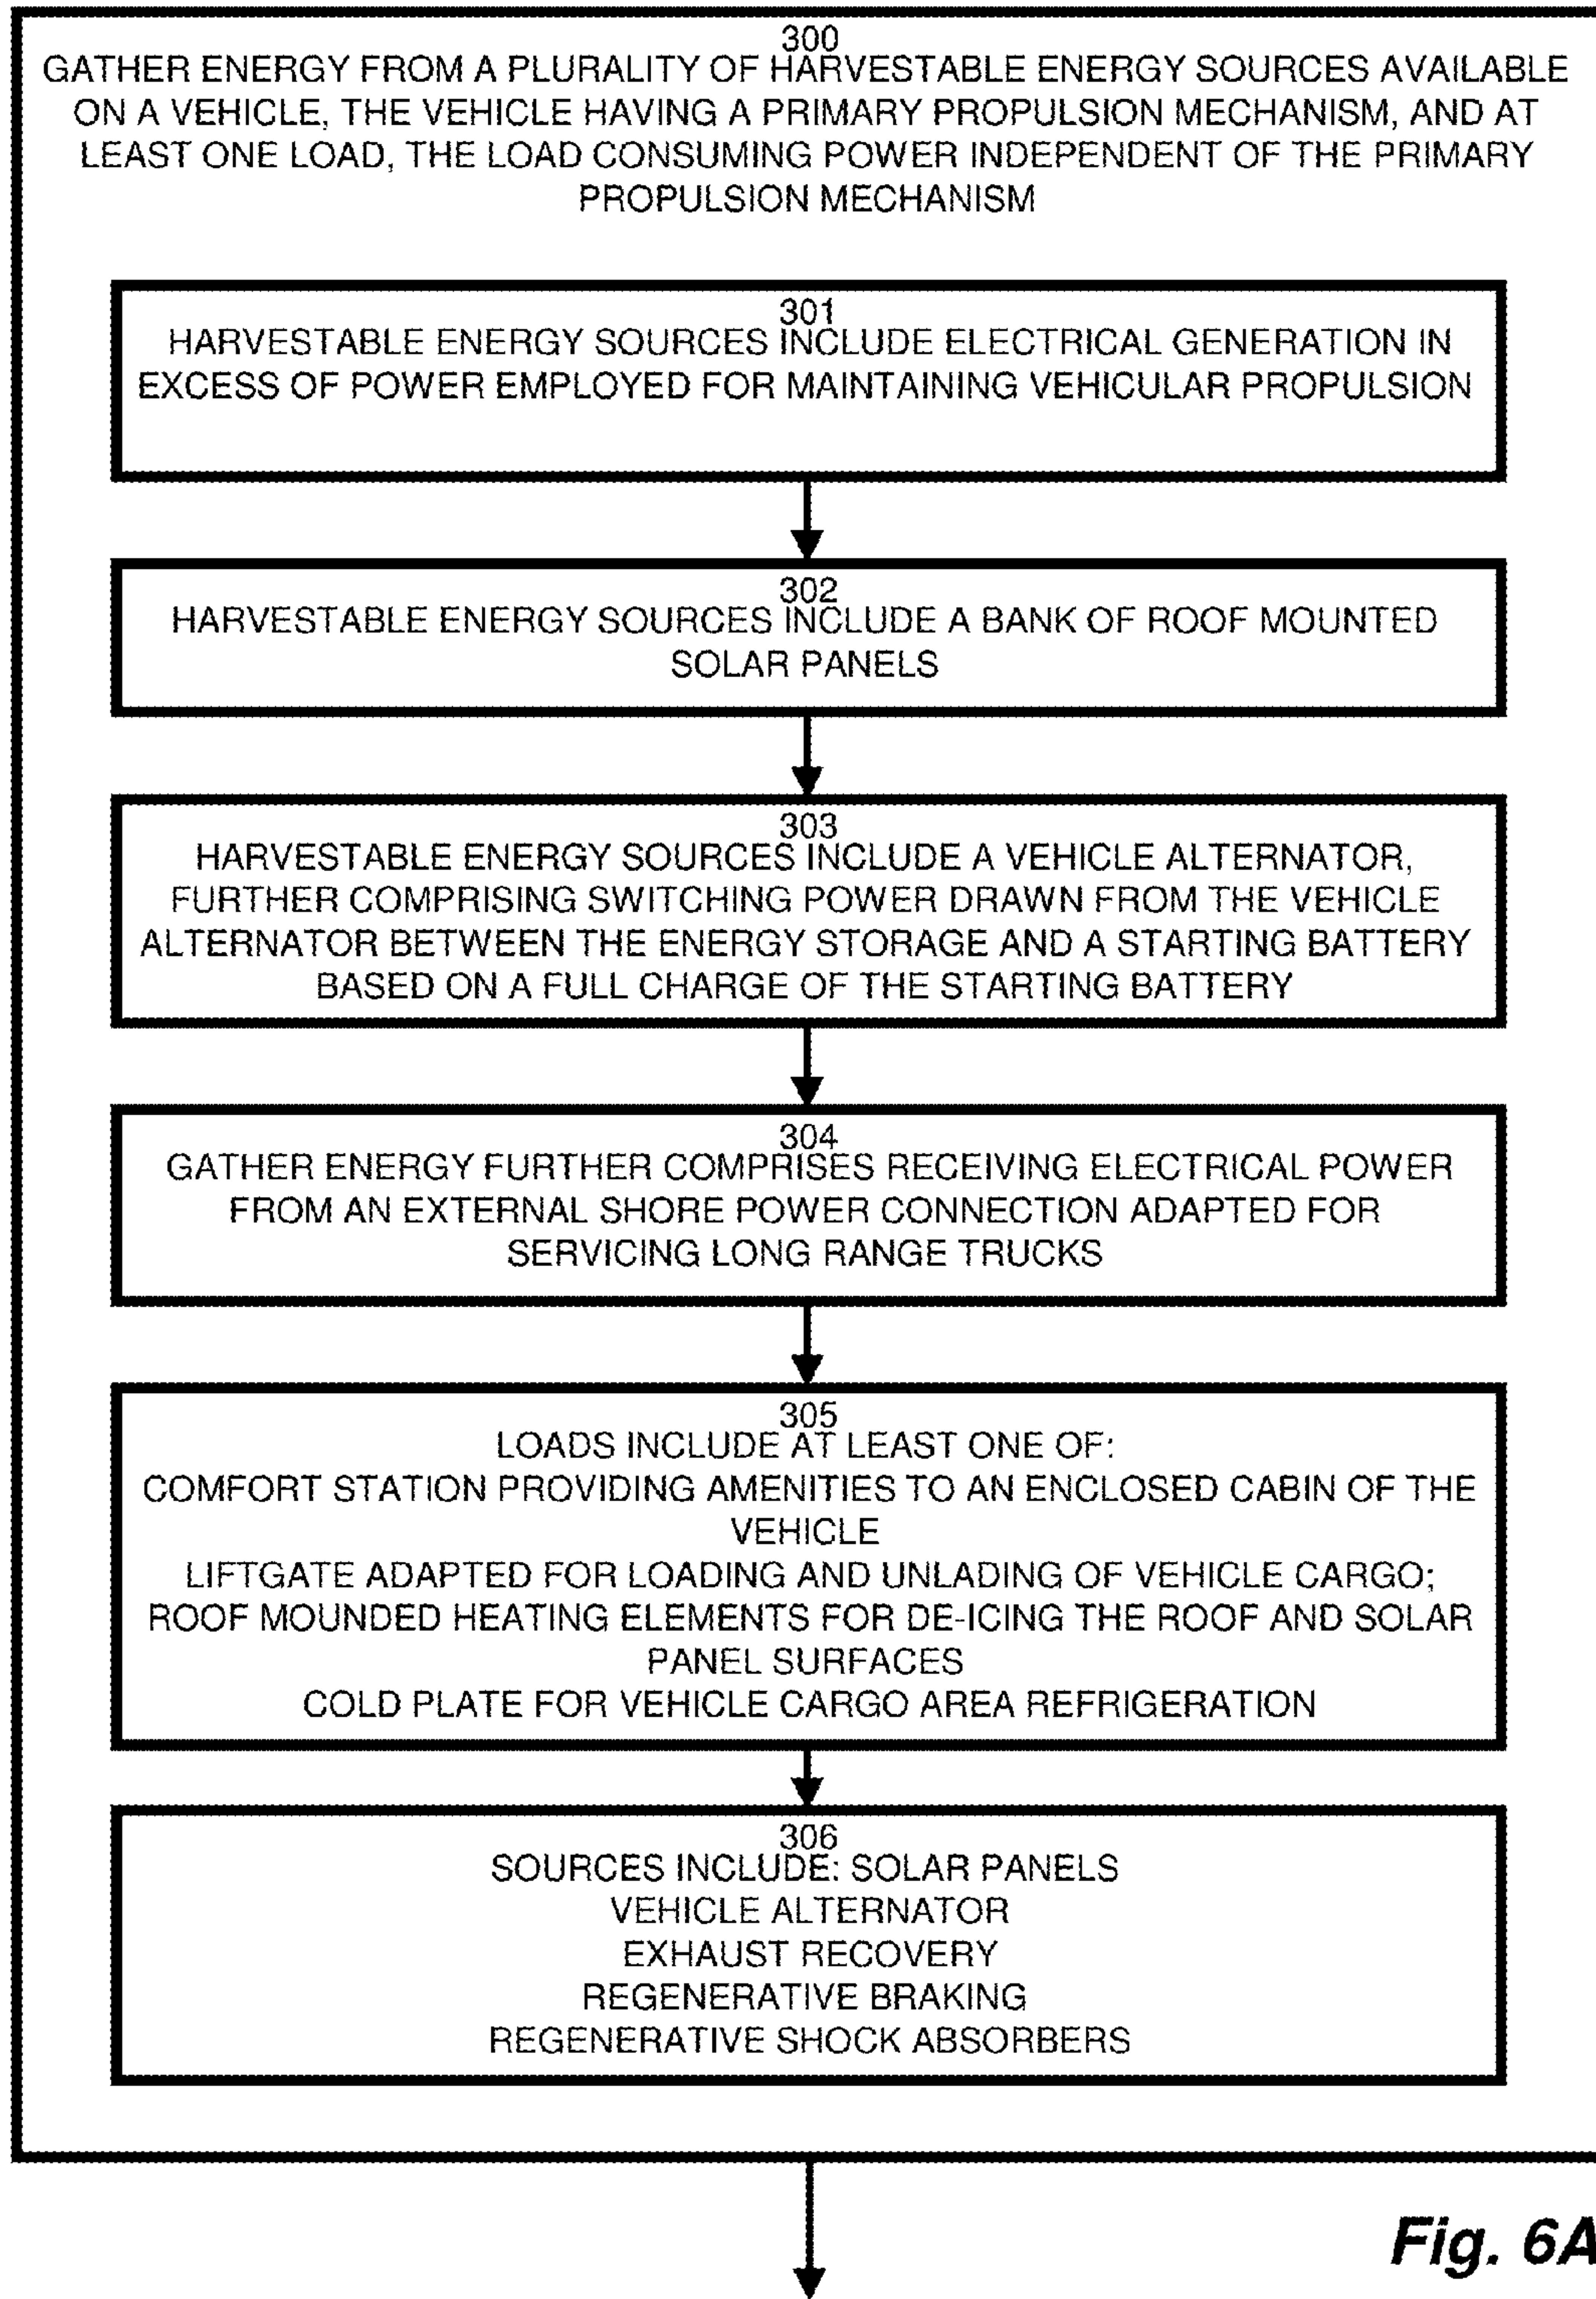 300
GATHER ENERGY FROM A PLURALITY OF HARVESTABLE ENERGY SOURCES AVAILABLE
ON A VEHICLE, THE VEHICLE HAVING A PRIMARY PROPULSION MECHANISM, AND AT
LEAST ONE LOAD, THE LOAD CONSUMING POWER INDEPENDENT OF THE PRIMARY
PROPULSION MECHANISM
301
HARVESTABLE ENERGY SOURCES INCLUDE ELECTRICAL GENERATION IN
EXCESS OF POWER EMPLOYED FOR MAINTAINING VEHICULAR PROPULSION
302
HARVESTABLE ENERGY SOURCES INCLUDE A BANK OF ROOF MOUNTED
SOLAR PANELS
303
HARVESTABLE ENERGY SOURCES INCLUDE A VEHICLE ALTERNATOR,
FURTHER COMPRISING SWITCHING POWER DRAWN FROM THE VEHICLE
ALTERNATOR BETWEEN THE ENERGY STORAGE AND A STARTING BATTERY
BASED ON A FULL CHARGE OF THE STARTING BATTERY
304
GATHER ENERGY FURTHER COMPRISES RECEIVING ELECTRICAL POWER
FROM AN EXTERNAL SHORE POWER CONNECTION ADAPTED FOR
SERVICING LONG RANGE TRUCKS
305
LOADS INCLUDE AT LEAST ONE OF:
COMFORT STATION PROVIDING AMENITIES TO AN ENCLOSED CABIN OF THE
VEHICLE
LIFTGATE ADAPTED FOR LOADING AND UNLADING OF VEHICLE CARGO;
ROOF MOUNDED HEATING ELEMENTS FOR DE-ICING THE ROOF AND SOLAR
PANEL SURFACES
COLD PLATE FOR VEHICLE CARGO AREA REFRIGERATION
306
SOURCES INCLUDE: SOLAR PANELS
VEHICLE ALTERNATOR
EXHAUST RECOVERY
REGENERATIVE BRAKING
REGENERATIVE SHOCK ABSORBERS
Fig. 6A